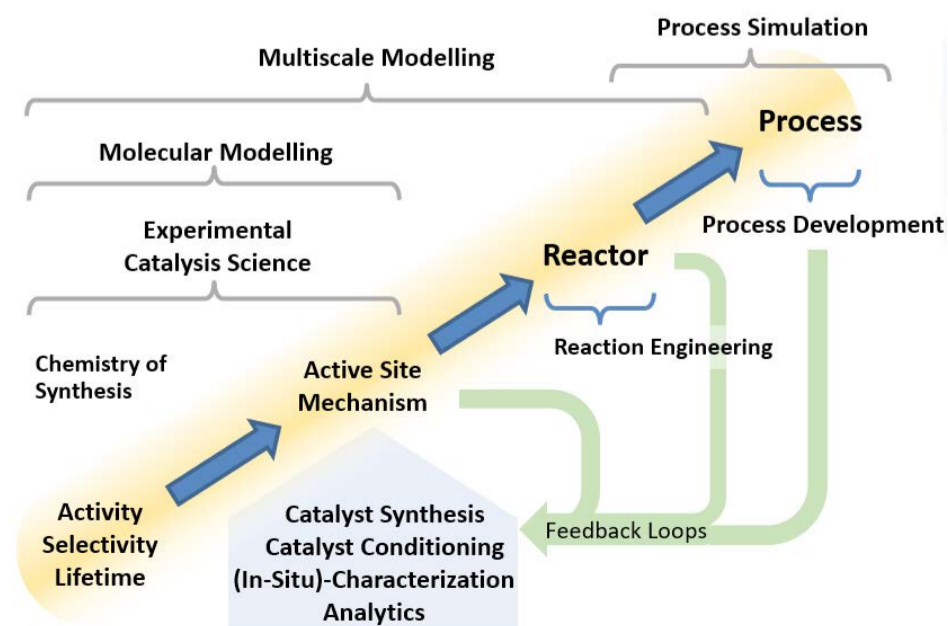 Process Simulation
Multiscale Modelling
Process
Molecular Modelling
Process Development
Experimental
Catalysis Science
Reactor
Reaction Engineering
Chemistry of
Synthesis
Active Site
Mechanism
Activity
Selectivity
Lifetime
Catalyst Synthesis
Catalyst Conditioning
(In-Situ)-Characterization
Analytics
Feedback Loops